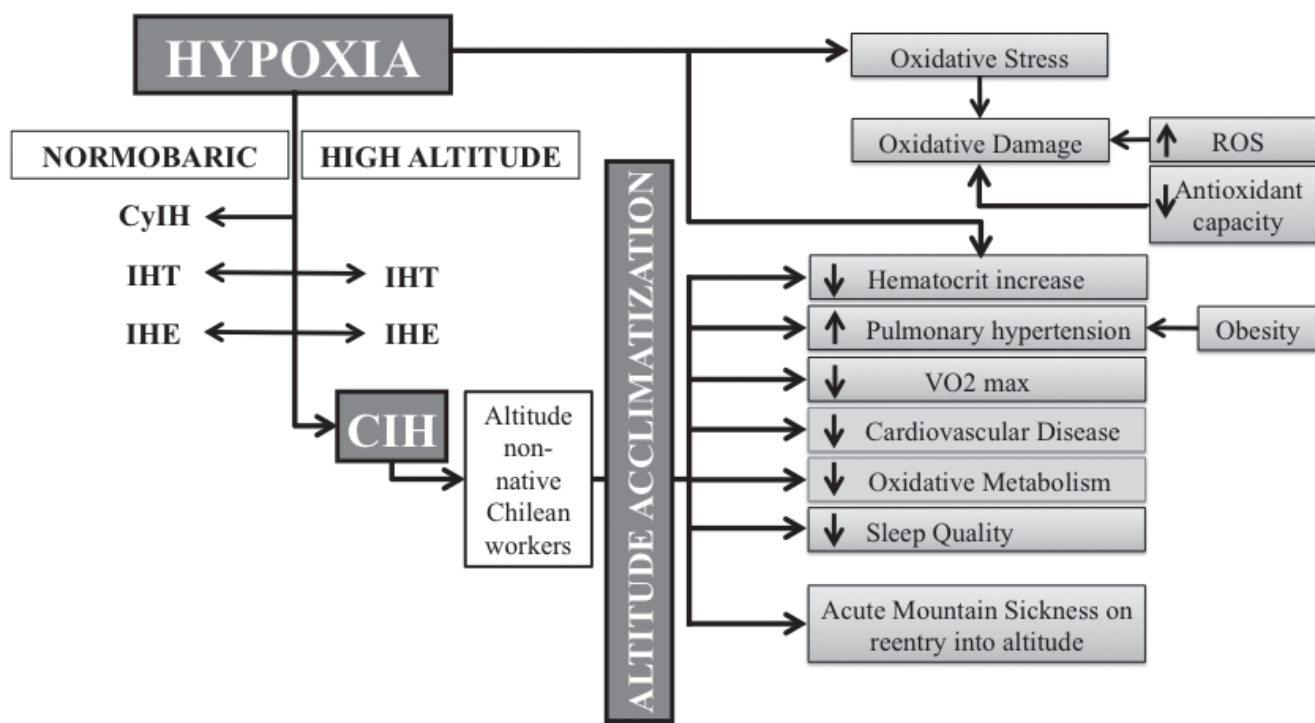 HYPOXIA
Oxidative Stress
NORMOBARIC
HIGH ALTITUDE
Oxidative Damage
ROS
Antioxidant
capacity
CyIH
IHT
IHT
IHE
IHE
CIH
Altitude
non-
native
Chilean
workers
ALTITUDE ACCLIMATIZATION
Hematocrit increase
Pulmonary hypertension
Obesity
VO2 max
Cardiovascular Disease
Oxidative Metabolism
Sleep Quality
Acute Mountain Sickness on
reentry into altitude